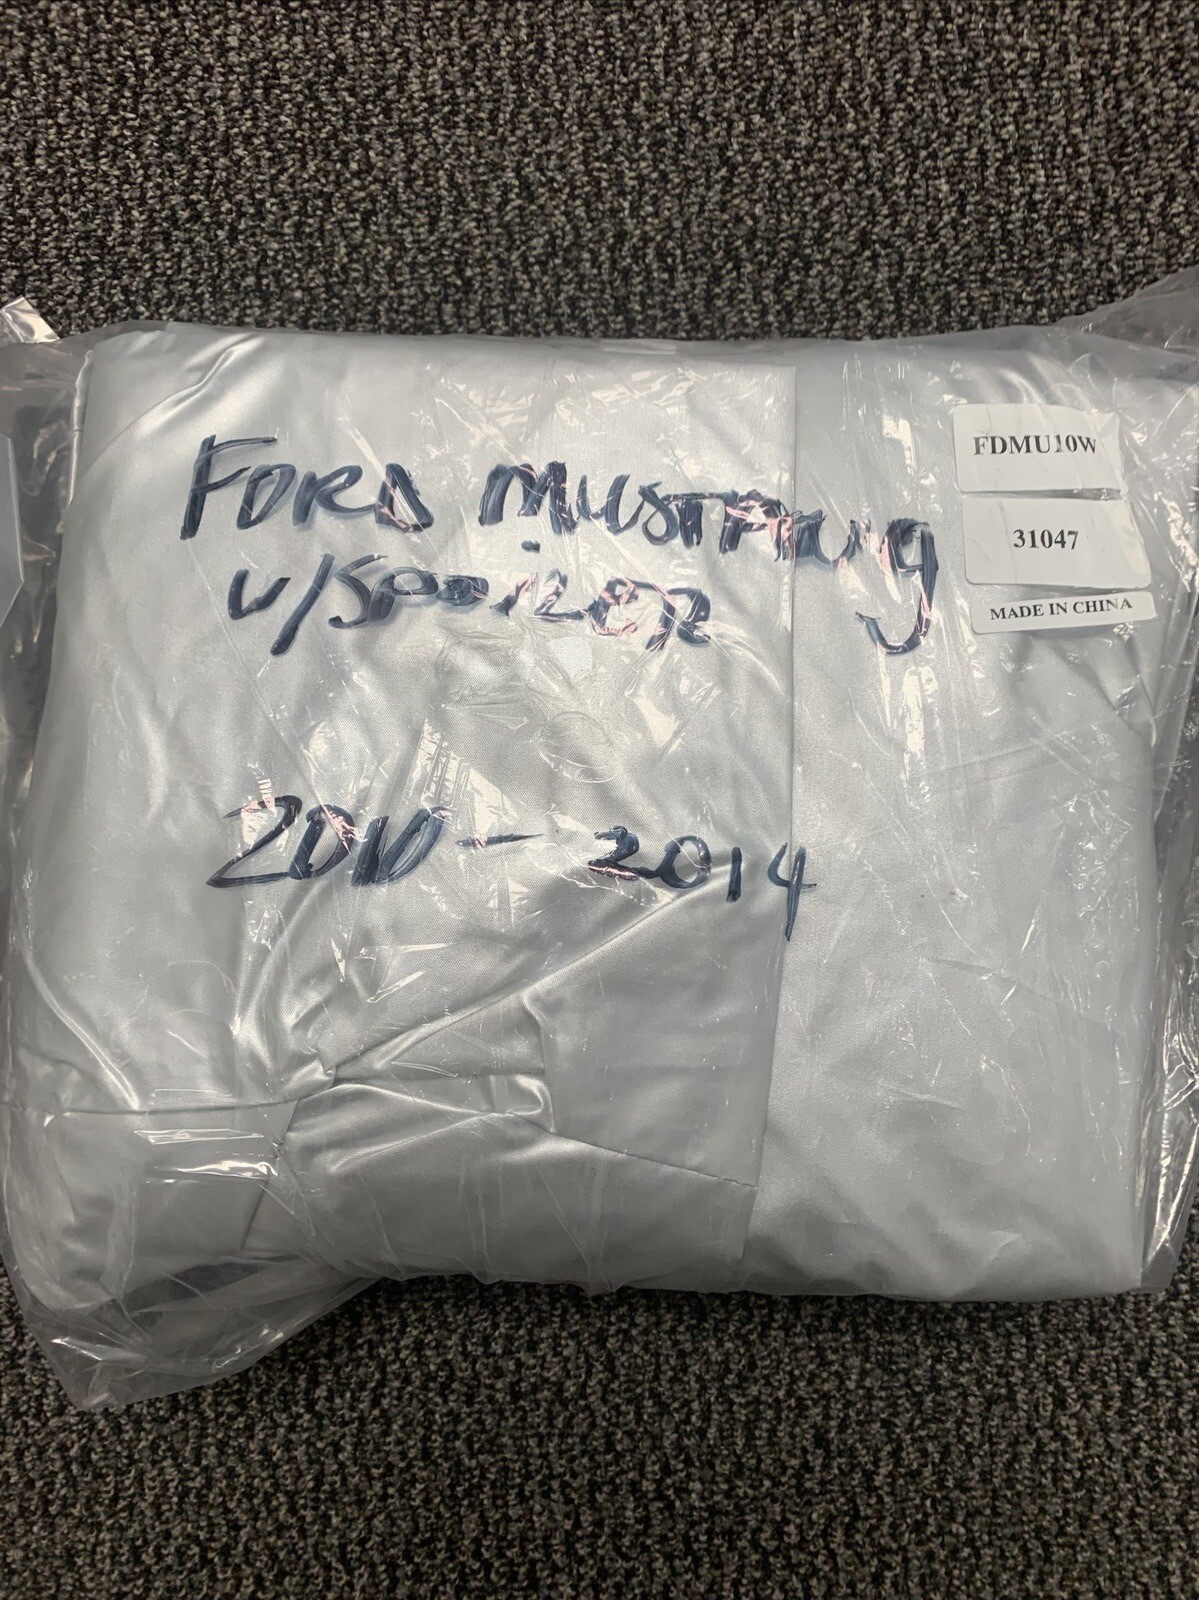 FORD MUSTANG
W/SPOILER
2010 - 2014
FDMU10W
31047
MADE IN CHINA